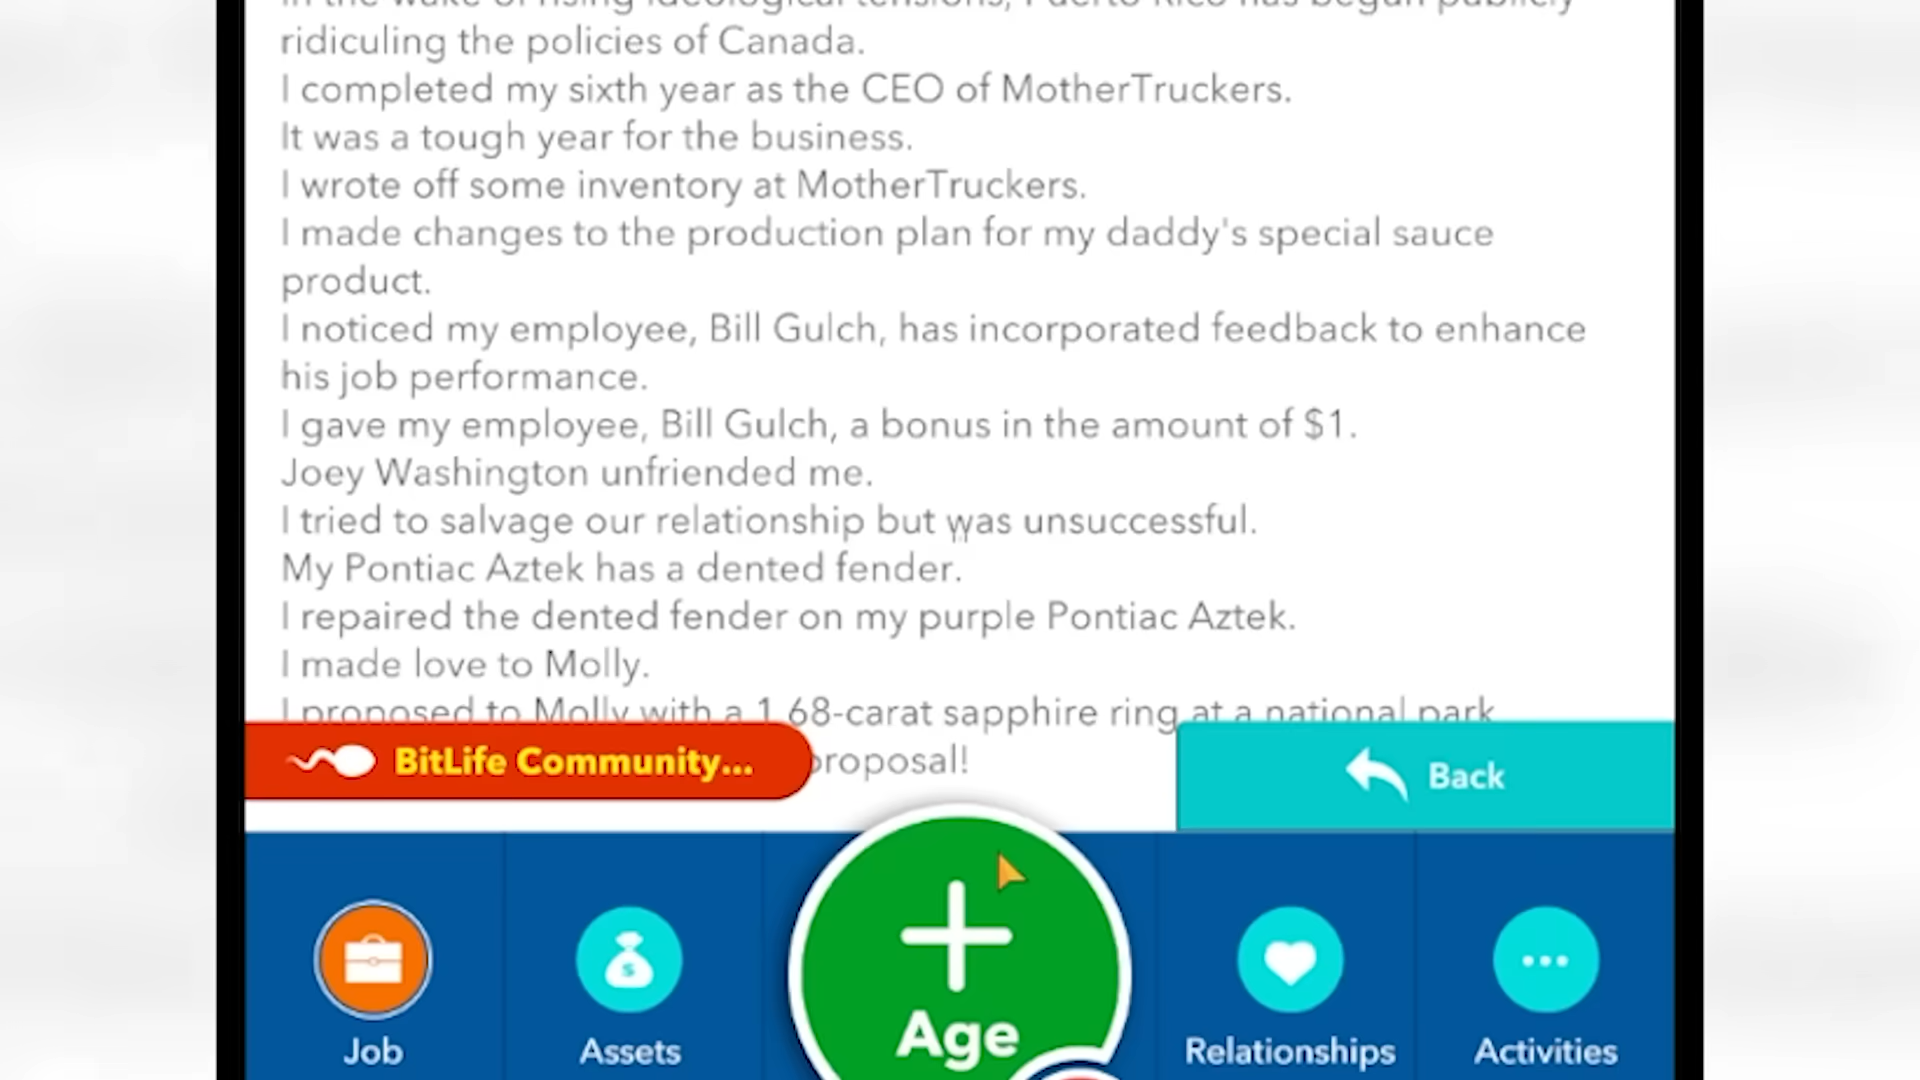 In the wake of rising ideological tensions, Puerto Rico has begun publicly
ridiculing the policies of Canada.
I completed my sixth year as the CEO of MotherTruckers.
It was a tough year for the business.
I wrote off some inventory at MotherTruckers.
I made changes to the production plan for my daddy's special sauce
product.
I noticed my employee, Bill Gulch, has incorporated feedback to enhance
his job performance.
I gave my employee, Bill Gulch, a bonus in the amount of $1.
Joey Washington unfriended me.
I tried to salvage our relationship but was unsuccessful.
My Pontiac Aztek has a dented fender.
I repaired the dented fender on my purple Pontiac Aztek.
I made love to Molly.
I proposed to Molly with a 1.68-carat sapphire ring at a national park
proposal!
BitLife Community...
Back
Age
Job
Assets
Relationships
Activities